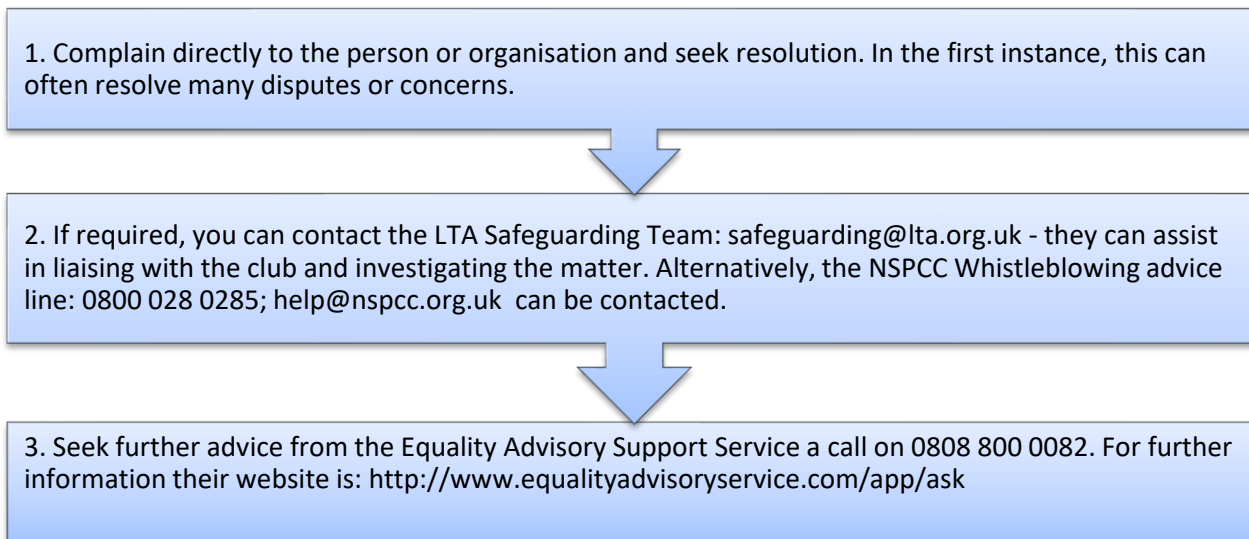 1. Complain directly to the person or organisation and seek resolution. In the first instance, this can
often resolve many disputes or concerns.
2. If required, you can contact the LTA Safeguarding Team: safeguarding@lta.org.uk - they can assist
in liaising with the club and investigating the matter. Alternatively, the NSPCC Whistleblowing advice
line: 0800 028 0285; help@nspcc.org.uk  can be contacted.
3. Seek further advice from the Equality Advisory Support Service a call on 0808 800 0082. For further
information their website is: http://www.equalityadvisoryservice.com/app/ask